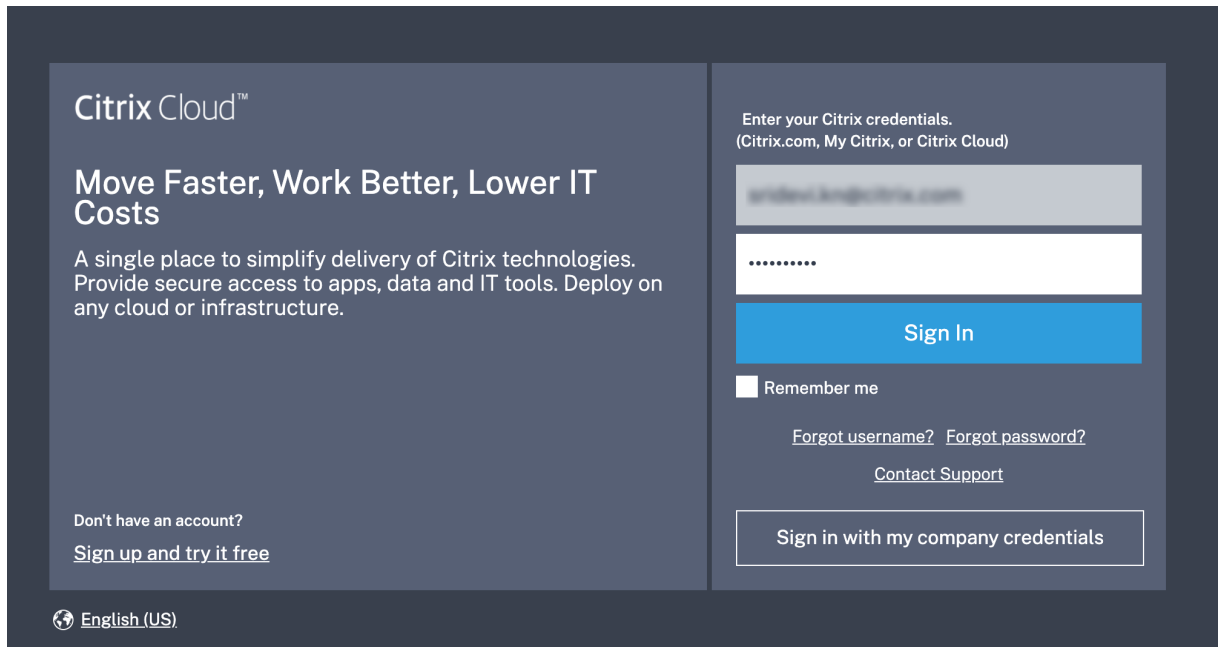 Citrix Cloud™
Move Faster, Work Better, Lower IT
Costs
A single place to simplify delivery of Citrix technologies.
Provide secure access to apps, data and IT tools. Deploy on
any cloud or infrastructure.
Don't have an account?
Sign up and try it free
English (US)
Enter your Citrix credentials.
(Citrix.com, My Citrix, or Citrix Cloud)
••••••••••
Sign In
Remember me
Forgot username? Forgot password?
Contact Support
Sign in with my company credentials